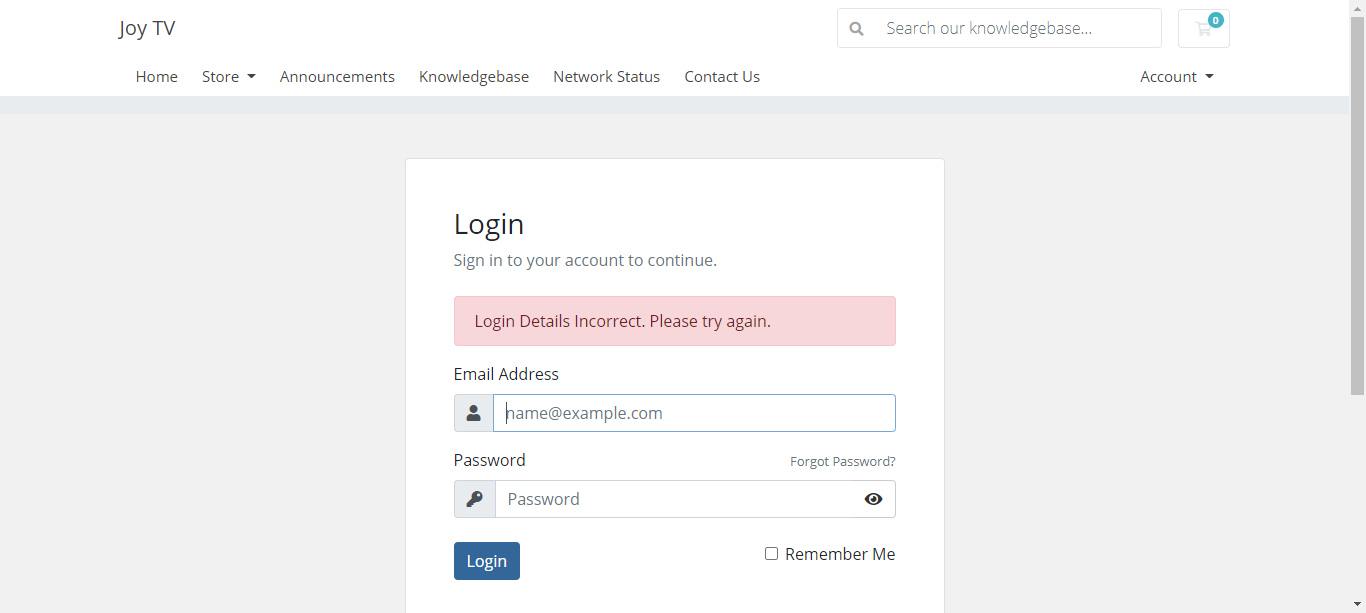 Joy TV
Search our knowledgebase...
0
Home Store Announcements Knowledgebase Network Status Contact Us Account
Login
Sign in to your account to continue.
Login Details Incorrect. Please try again.
Email Address
name@example.com
Password Forgot Password?
Password
Login Remember Me